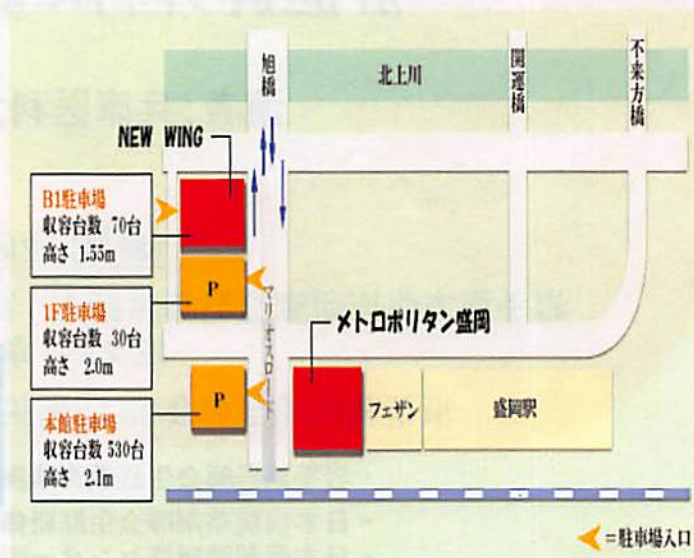 旭橋
北上川
開運橋
不来方橋
NEW WING
B1駐車場
収容台数 70台
高さ 1.55m
P
1F駐車場
収容台数 30台
高さ 2.0m
マリオスロード
メトロポリタン盛岡
本館駐車場
収容台数 530台
高さ 2.1m
P
フェザン
盛岡駅
=駐車場入口